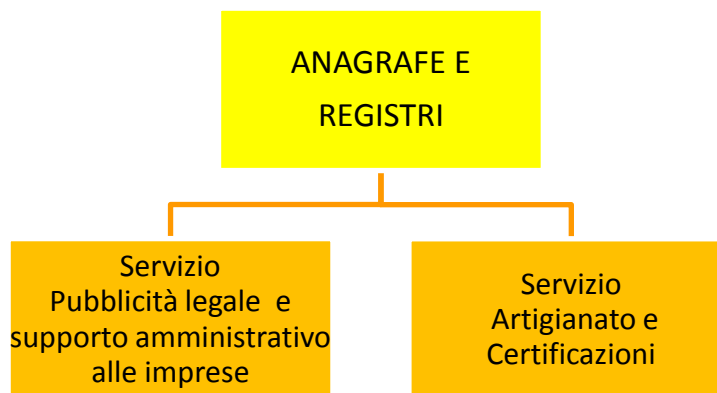 ANAGRAFE E
REGISTRI
Servizio
Pubblicità legale e
supporto amministrativo
alle imprese
Servizio
Artigianato e
Certificazioni